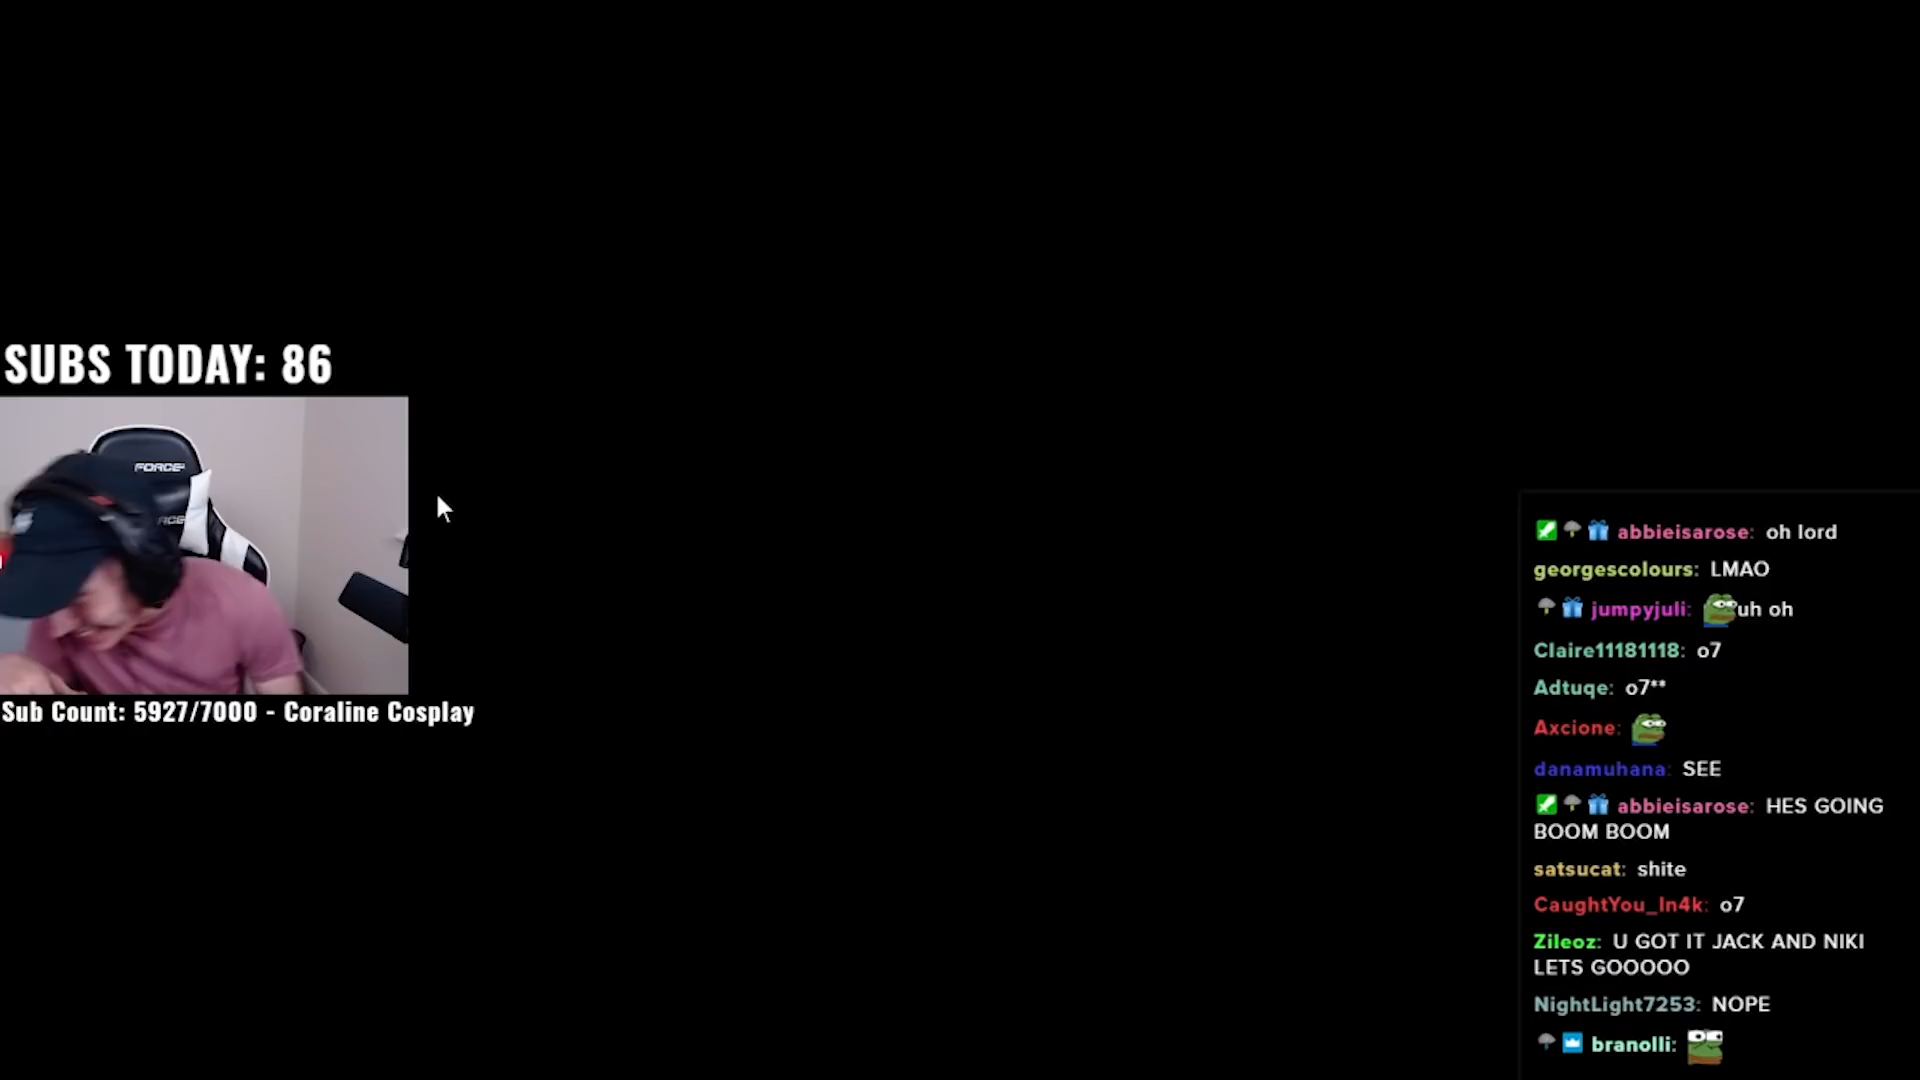 SUBS TODAY: 86
FORCE
Sub Count: 5927/7000 - Coraline Cosplay
abbieisarose: oh lord
georgescolours: LMAO
jumpyjuli: uh oh
Claire11181118: o7
Adtuqe: o7**
Axcione:
danamuhana: SEE
abbieisarose: HES GOING
BOOM BOOM
satsucat: shite
CaughtYou_In4k: o7
Zileoz: U GOT IT JACK AND NIKI
LETS GOOOOO
NightLight7253: NOPE
branolli: